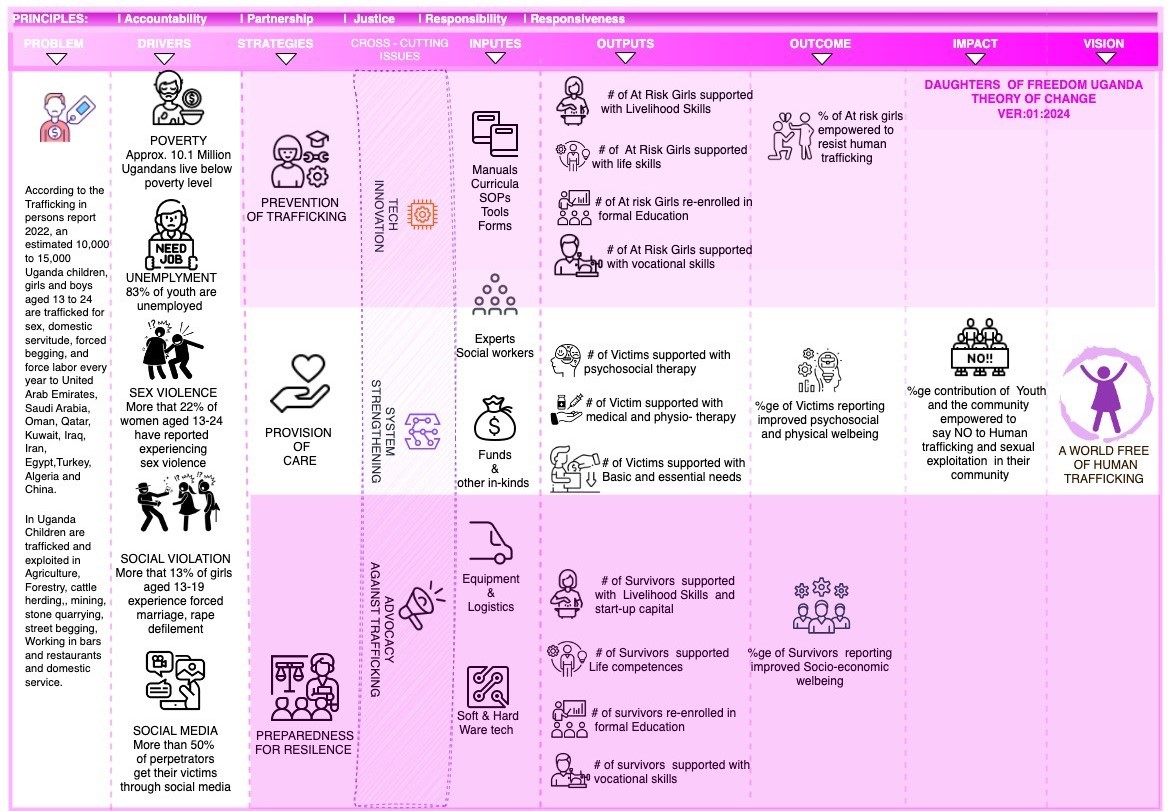 PRINCIPLES: I Accountability I Partnership I Justice I Responsibility I Responsiveness
PROBLEM
DRIVERS
STRATEGIES
CROSS - CUTTING
ISSUES
INPUTES
OUTPUTS
OUTCOME
IMPACT
VISION
According to the
Trafficking in
persons report
2022, an
estimated 10,000
to 15,000
Uganda children,
girls and boys
aged 13 to 24
are trafficked for
sex, domestic
servitude, forced
begging, and
force labor every
year to United
Arab Emirates,
Saudi Arabia,
Oman, Qatar,
Kuwait, Iraq,
Iran,
Egypt,Turkey,
Algeria and
China.
In Uganda
Children are
trafficked and
exploited in
Agriculture,
Forestry, cattle
herding,, mining,
stone quarrying,
street begging,
Working in bars
and restaurants
and domestic
service.
POVERTY
Approx. 10.1 Million
Ugandans live below
poverty level
NEED
JOB
UNEMPLYMENT
83% of youth are
unemployed
!?
SEX VIOLENCE
More that 22% of
women aged 13-24
have reported
experiencing
sex violence
!? !?
SOCIAL VIOLATION
More that 13% of girls
aged 13-19
experience forced
marriage, rape
defilement
SOCIAL MEDIA
More than 50%
of perpetrators
get their victims
through social media
PREVENTION
OF TRAFFICKING
PROVISION
OF
CARE
PREPAREDNESS
FOR RESILENCE
TECH
INNOVATION
SYSTEM
STRENGTHENING
ADVOCACY
AGAINST TRAFFICKING
Manuals
Curricula
SOPs
Tools
Forms
Experts
Social workers
Funds
&
other in-kinds
Equipment
&
Logistics
Soft & Hard
Ware tech
# of At Risk Girls supported
with Livelihood Skills
# of At Risk Girls supported
with life skills
# of At risk Girls re-enrolled in
formal Education
# of At Risk Girls supported
with vocational skills
# of Victims supported with
psychosocial therapy
# of Victim supported with
medical and physio- therapy
# of Victims supported with
Basic and essential needs
# of Survivors supported
with Livelihood Skills and
start-up capital
# of Survivors supported
Life competences
# of survivors re-enrolled in
formal Education
# of survivors supported with
vocational skills
% of At risk girls
empowered to
resist human
trafficking
%ge of Victims reporting
improved psychosocial
and physical welbeing
%ge of Survivors reporting
improved Socio-economic
welbeing
DAUGHTERS OF FREEDOM UGANDA
THEORY OF CHANGE
VER:01:2024
NO!!
%ge contribution of Youth
and the community
empowered to
say NO to Human
trafficking and sexual
exploitation in their
community
A WORLD FREE
OF HUMAN
TRAFFICKING